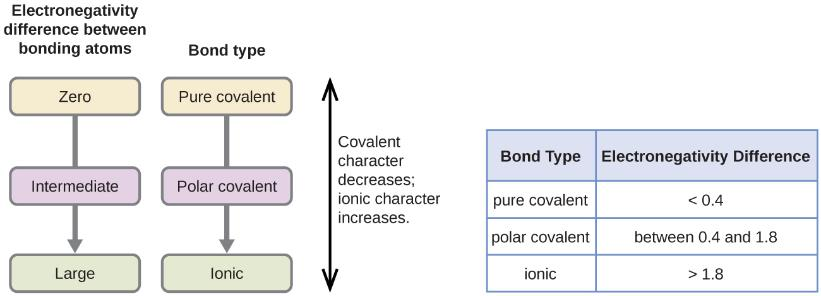 Electronegativity
difference between
bonding atoms
Bond type
Zero
Pure covalent
Intermediate
Polar covalent
Large
Ionic
Covalent
character
decreases;
ionic character
increases.
Bond Type Electronegativity Difference
pure covalent < 0.4
polar covalent between 0.4 and 1.8
ionic > 1.8